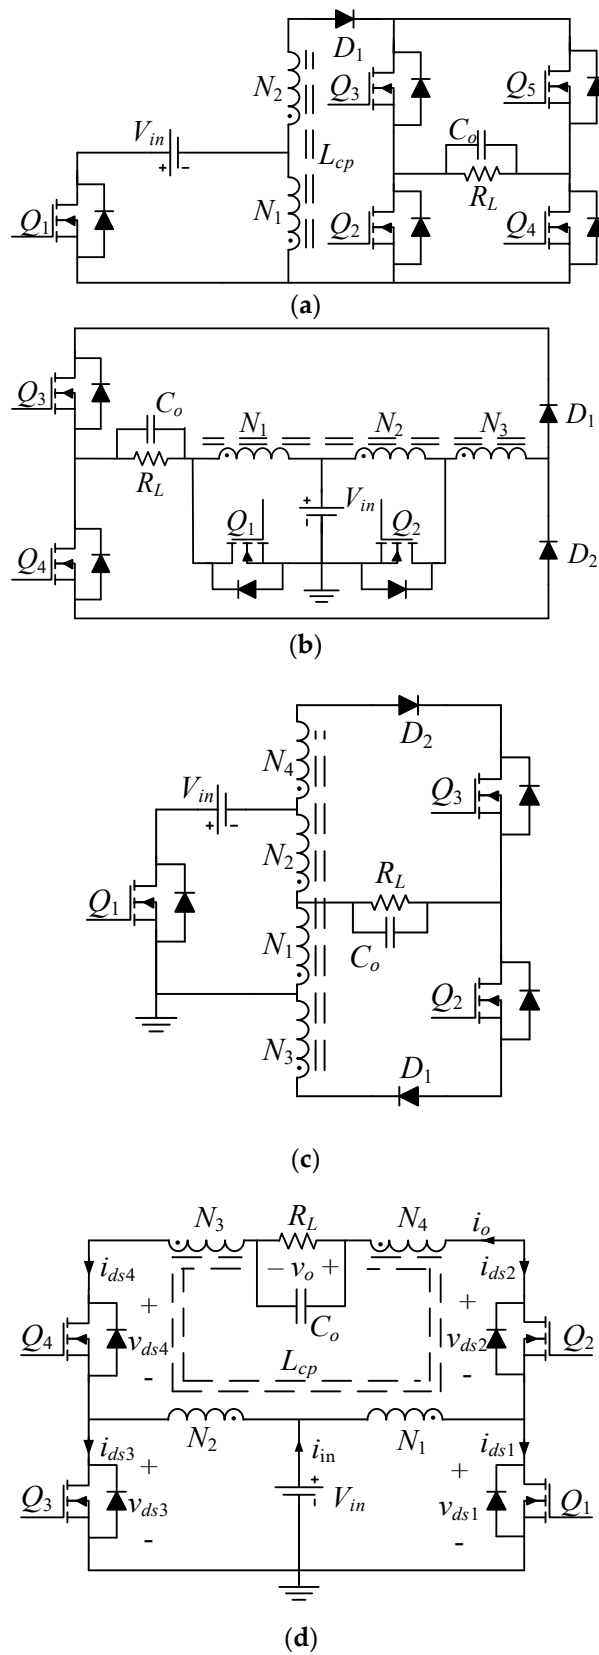 D1
N2
Q3
Q5
Vin
+ -
Lcp
Co
N1
RL
Q1
Q2
Q4
(a)
Q3
Co
N1
N2
N3
D1
RL
+
Vin
-
Q1
Q2
Q4
D2
(b)
D2
N4
Vin
Q3
+ -
N2
RL
Q1
N1
Co
Q2
N3
D1
(c)
N3
RL
N4
io
ids4
- vo +
ids2
+
+
Q4
vds4
Co
vds2
Q2
-
Lcp
-
N2
N1
ids3
iin
ids1
+
+
+
Q3
vds3
-
Vin
vds1
Q1
-
-
(d)